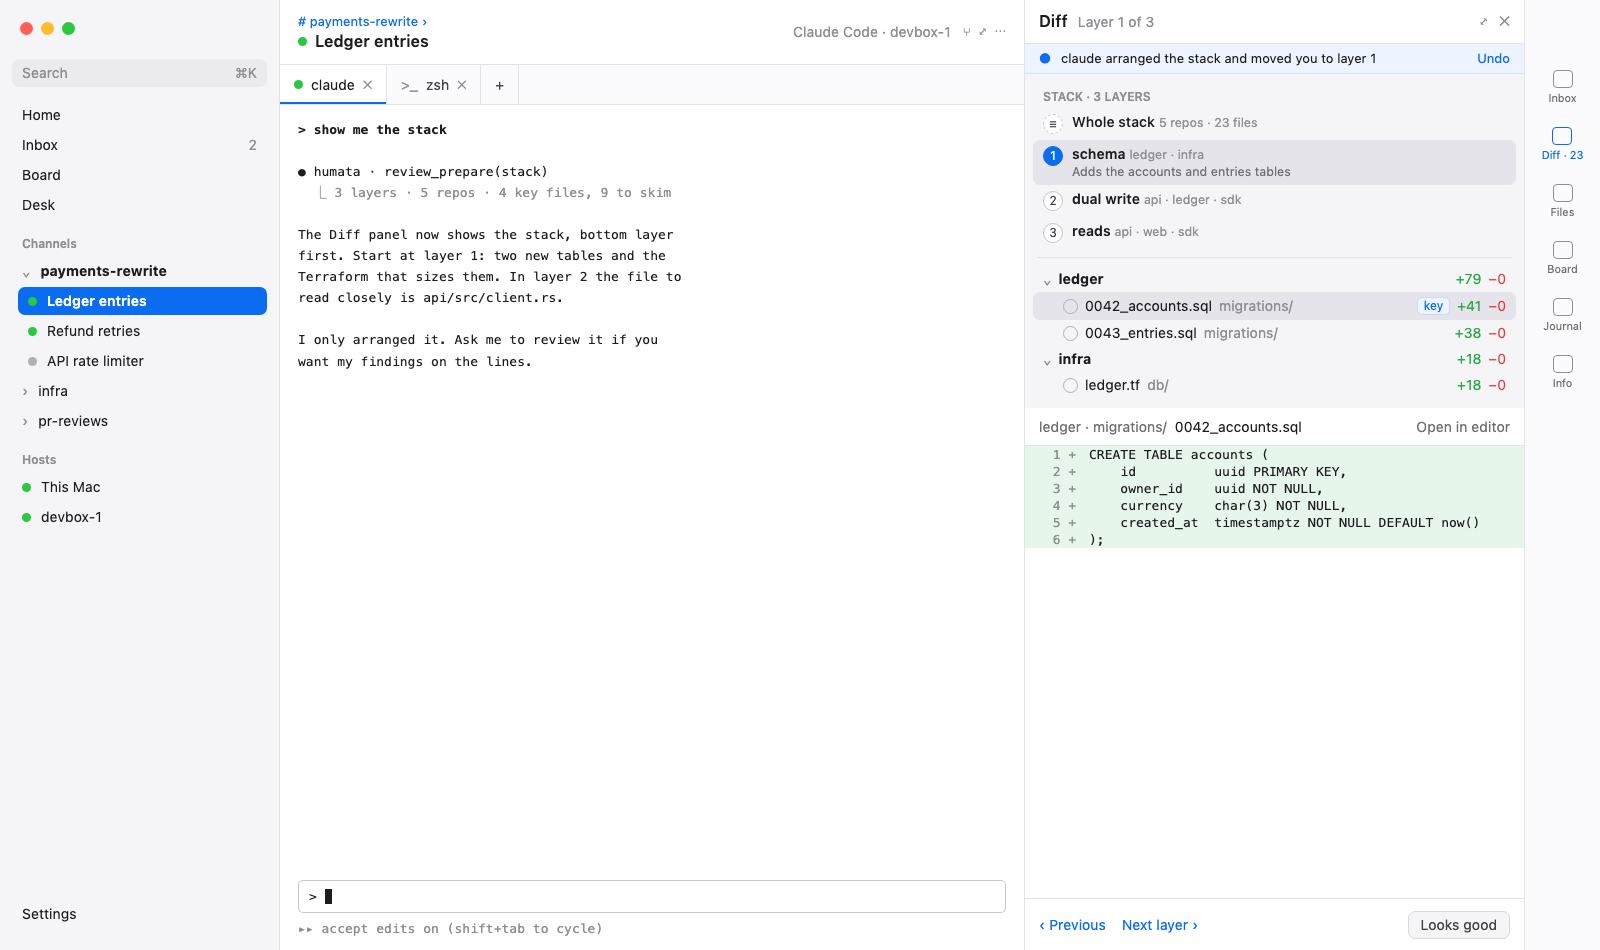 Search ⌘K
Home
Inbox 2
Board
Desk
Channels
payments-rewrite
Ledger entries
Refund retries
API rate limiter
infra
pr-reviews
Hosts
This Mac
devbox-1
Settings
# payments-rewrite ›
Ledger entries
Claude Code · devbox-1
claude
>_ zsh
+
> show me the stack
● humata · review_prepare(stack)
⎿ 3 layers · 5 repos · 4 key files, 9 to skim
The Diff panel now shows the stack, bottom layer
first. Start at layer 1: two new tables and the
Terraform that sizes them. In layer 2 the file to
read closely is api/src/client.rs.
I only arranged it. Ask me to review it if you
want my findings on the lines.
>
▸▸ accept edits on (shift+tab to cycle)
Diff Layer 1 of 3
claude arranged the stack and moved you to layer 1 Undo
STACK · 3 LAYERS
Whole stack 5 repos · 23 files
1 schema ledger · infra
Adds the accounts and entries tables
2 dual write api · ledger · sdk
3 reads api · web · sdk
ledger +79 −0
0042_accounts.sql migrations/ key +41 −0
0043_entries.sql migrations/ +38 −0
infra +18 −0
ledger.tf db/ +18 −0
ledger · migrations/ 0042_accounts.sql Open in editor
1 + CREATE TABLE accounts (
2 + id uuid PRIMARY KEY,
3 + owner_id uuid NOT NULL,
4 + currency char(3) NOT NULL,
5 + created_at timestamptz NOT NULL DEFAULT now()
6 + );
‹ Previous Next layer › Looks good
Inbox
Diff · 23
Files
Board
Journal
Info